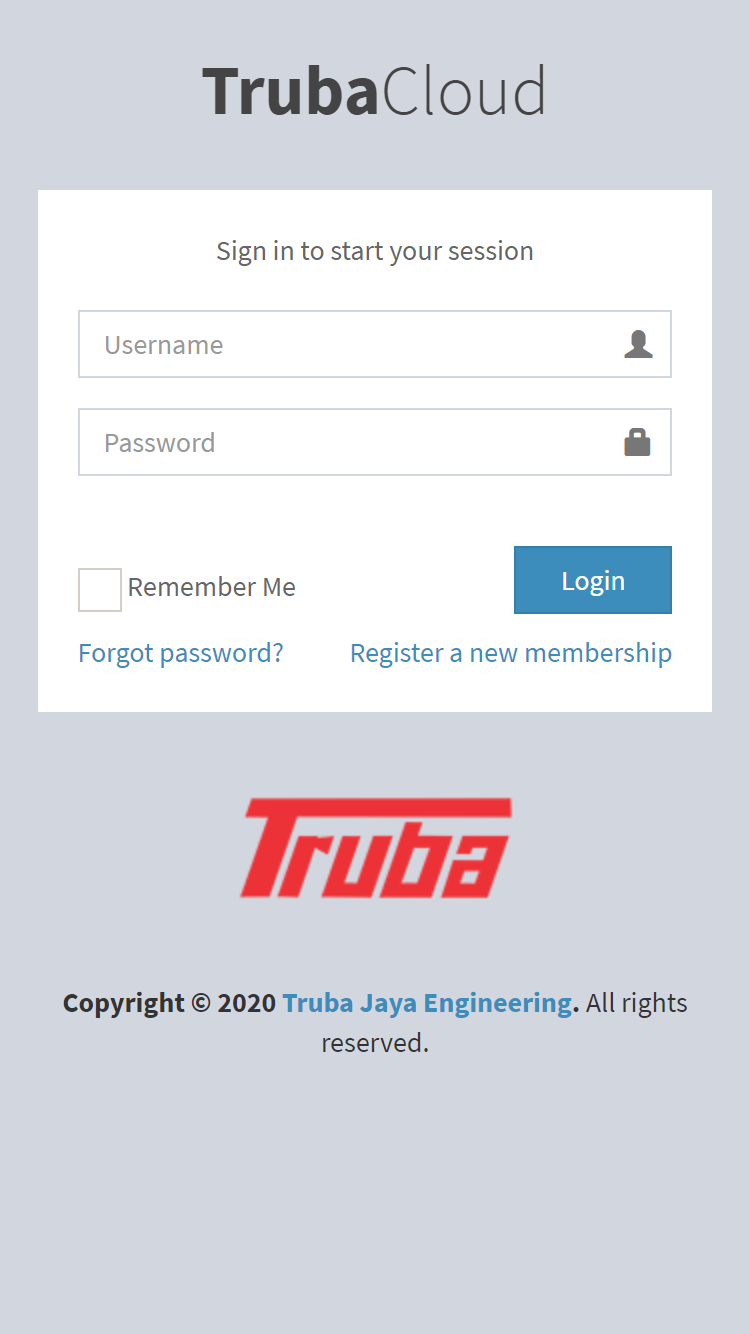 TrubaCloud
Sign in to start your session
Username
Password
Remember Me
Login
Forgot password?
Register a new membership
Truba
Copyright © 2020 Truba Jaya Engineering. All rights
reserved.